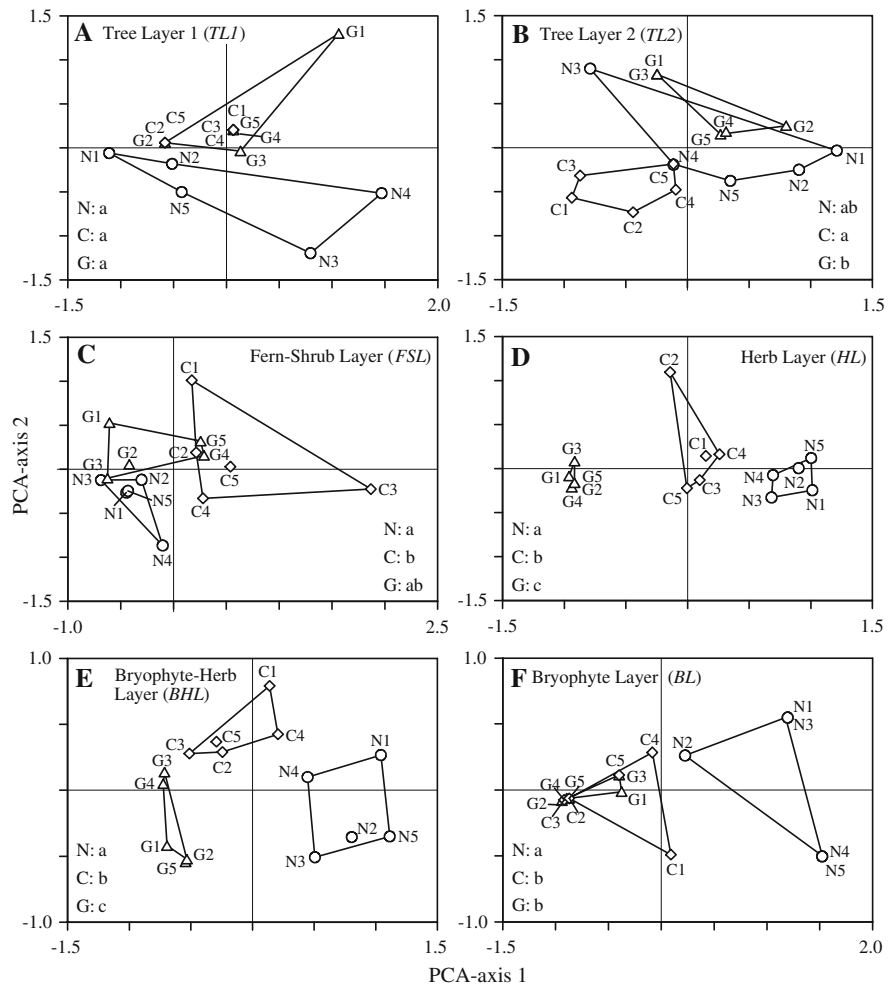 A Tree Layer 1 (TL1)
1.5
G1
C5
C2
G2
C1
C3 G5
C4 G4
G3
N1
N2
N5
N4
N3
N: a
C: a
G: a
-1.5
-1.5 2.0
B Tree Layer 2 (TL2)
1.5
N3
G1
G3
G4
G5
G2
N1
N4
C5
C3
C4
C1
C2
N5
N2
N: ab
C: a
G: b
-1.5
-1.5 1.5
C Fern-Shrub Layer (FSL)
1.5
C1
G1
G5
G2
C2 G4
G3
N3 N2
C5
C3
N5
N1
C4
N4
N: a
C: b
G: ab
-1.5
-1.0 2.5
D Herb Layer (HL)
1.5
C2
C1
C4
C5 C3
G3
G1 G5
G2
G4
N5
N4 N2
N3 N1
N: a
C: b
G: c
-1.5
-1.5 1.5
PCA-axis 2
E Bryophyte-Herb
Layer (BHL)
1.0
C1
C3 C5
C2
C4
G3
G4
G1 G2
G5
N1
N4
N2
N5
N3
N: a
C: b
G: c
-1.0
-1.5 1.5
F Bryophyte Layer (BL)
1.0
N1
N3
N2
C4
C5
G3
G4 G5
G2
G1
C3 C2
C1
N4
N5
N: a
C: b
G: b
-1.0
-1.5 2.0
PCA-axis 1